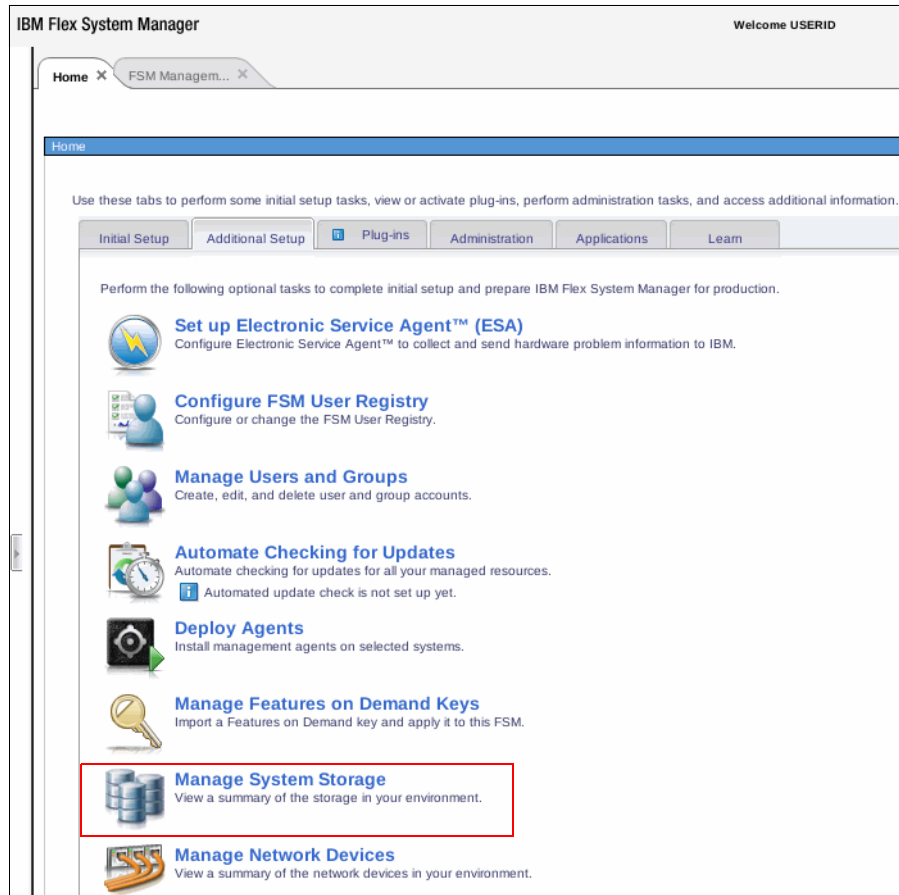 IBM Flex System Manager
Welcome USERID
Home
FSM Managem...
Home
Use these tabs to perform some initial setup tasks, view or activate plug-ins, perform administration tasks, and access additional information.
Initial Setup
Additional Setup
Plug-ins
Administration
Applications
Learn
Perform the following optional tasks to complete initial setup and prepare IBM Flex System Manager for production.
Set up Electronic Service Agent™ (ESA)
Configure Electronic Service Agent™ to collect and send hardware problem information to IBM.
Configure FSM User Registry
Configure or change the FSM User Registry.
Manage Users and Groups
Create, edit, and delete user and group accounts.
Automate Checking for Updates
Automate checking for updates for all your managed resources.
Automated update check is not set up yet.
Deploy Agents
Install management agents on selected systems.
Manage Features on Demand Keys
Import a Features on Demand key and apply it to this FSM.
Manage System Storage
View a summary of the storage in your environment.
Manage Network Devices
View a summary of the network devices in your environment.